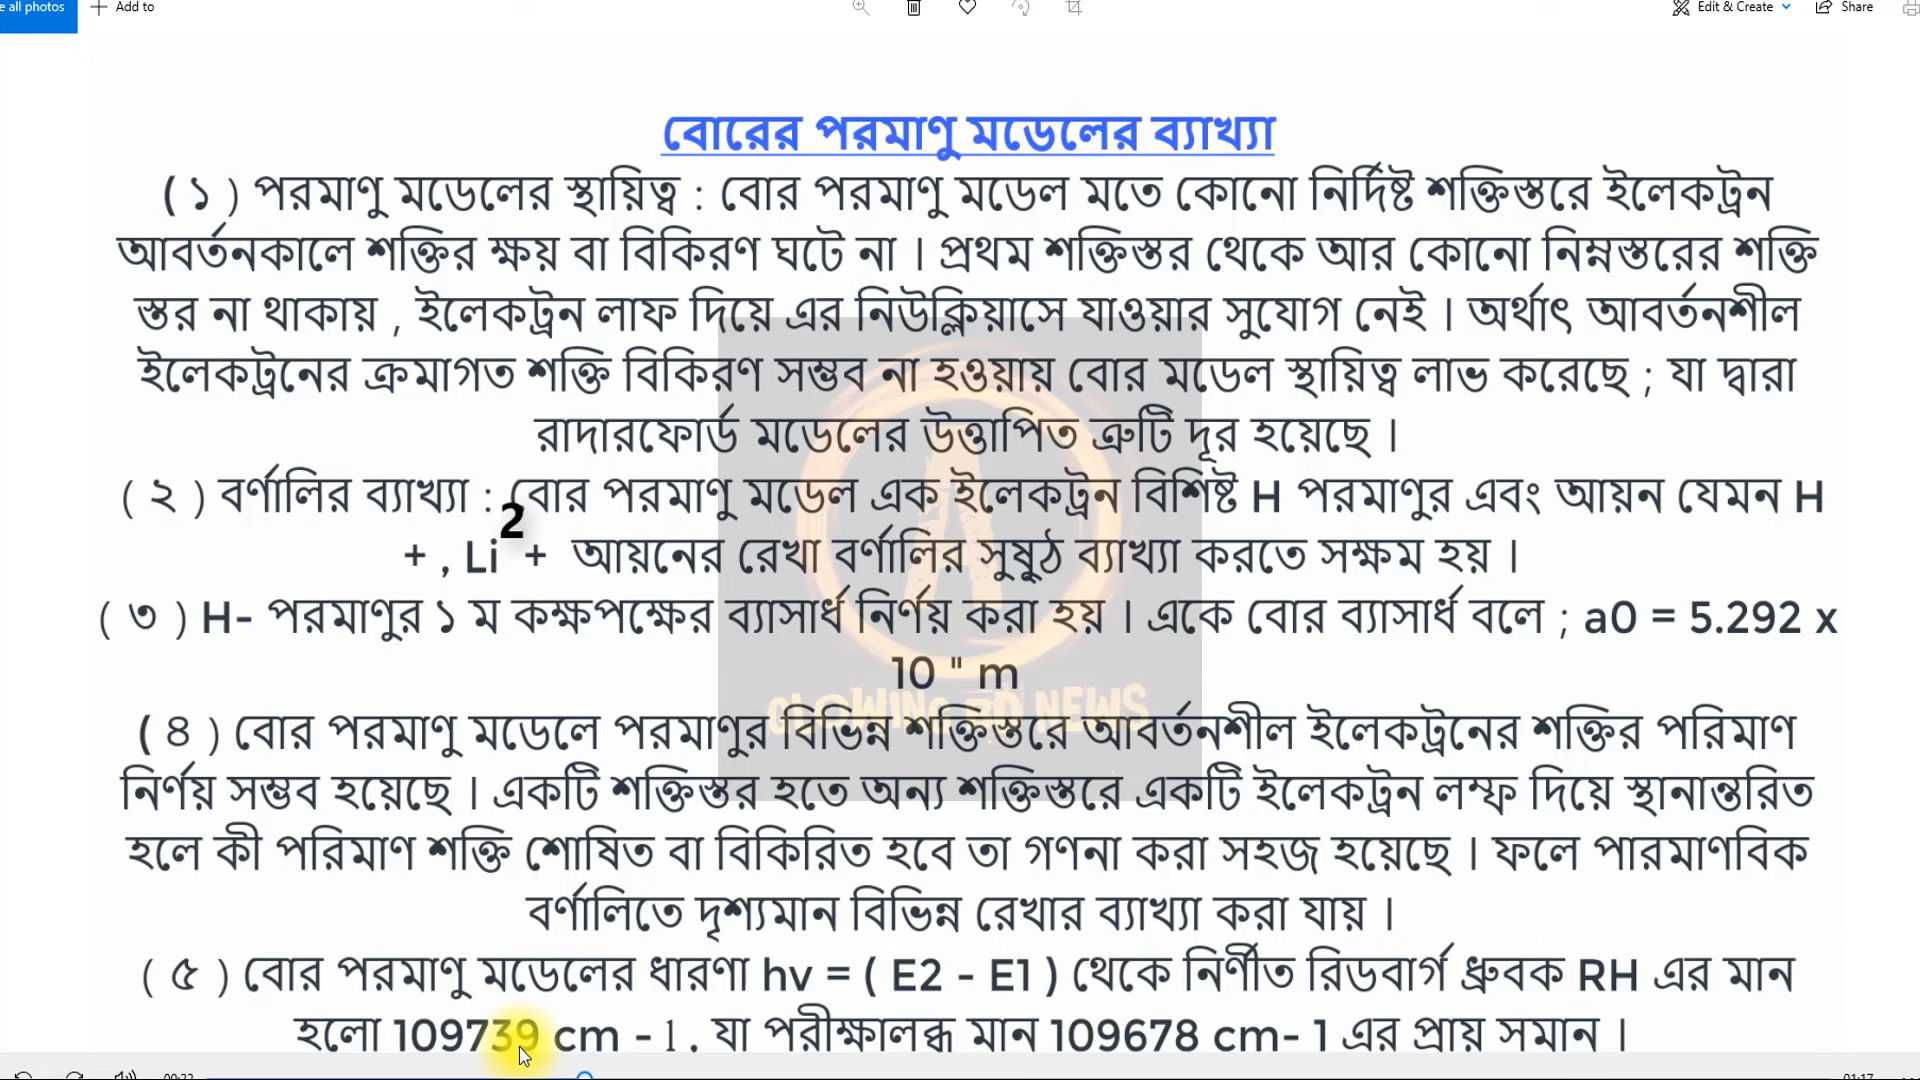 e all photos
Add to
Edit & Create
Share
বোরের পরমাণু মডেলের ব্যাখ্যা
( ১ ) পরমাণু মডেলের স্থায়িত্ব : বোর পরমাণু মডেল মতে কোনো নির্দিষ্ট শক্তিস্তরে ইলেকট্রন
আবর্তনকালে শক্তির ক্ষয় বা বিকিরণ ঘটে না । প্রথম শক্তিস্তর থেকে আর কোনো নিম্নস্তরের শক্তি
স্তর না থাকায় , ইলেকট্রন লাফ দিয়ে এর নিউক্লিয়াসে যাওয়ার সুযোগ নেই । অর্থাৎ আবর্তনশীল
ইলেকট্রনের ক্রমাগত শক্তি বিকিরণ সম্ভব না হওয়ায় বোর মডেল স্থায়িত্ব লাভ করেছে ; যা দ্বারা
রাদারফোর্ড মডেলের উত্তাপিত ত্রুটি দূর হয়েছে ।
( ২ ) বর্ণালির ব্যাখ্যা : বোর পরমাণু মডেল এক ইলেকট্রন বিশিষ্ট H পরমাণুর এবং আয়ন যেমন H
+ , Li 2 + আয়নের রেখা বর্ণালির সুষুঠ ব্যাখ্যা করতে সক্ষম হয় ।
( ৩ ) H- পরমাণুর ১ ম কক্ষপক্ষের ব্যাসার্ধ নির্ণয় করা হয় । একে বোর ব্যাসার্ধ বলে ; a0 = 5.292 x
10 " m
GLOWING BD NEWS
( ৪ ) বোর পরমাণু মডেলে পরমাণুর বিভিন্ন শক্তিস্তরে আবর্তনশীল ইলেকট্রনের শক্তির পরিমাণ
নির্ণয় সম্ভব হয়েছে । একটি শক্তিস্তর হতে অন্য শক্তিস্তরে একটি ইলেকট্রন লম্ফ দিয়ে স্থানান্তরিত
হলে কী পরিমাণ শক্তি শোষিত বা বিকিরিত হবে তা গণনা করা সহজ হয়েছে । ফলে পারমাণবিক
বর্ণালিতে দৃশ্যমান বিভিন্ন রেখার ব্যাখ্যা করা যায় ।
( ৫ ) বোর পরমাণু মডেলের ধারণা hv = ( E2 - E1 ) থেকে নির্ণীত রিডবার্গ ধ্রুবক RH এর মান
হলো 109739 cm - 1 , যা পরীক্ষালব্ধ মান 109678 cm- 1 এর প্রায় সমান ।
00:22
01:17